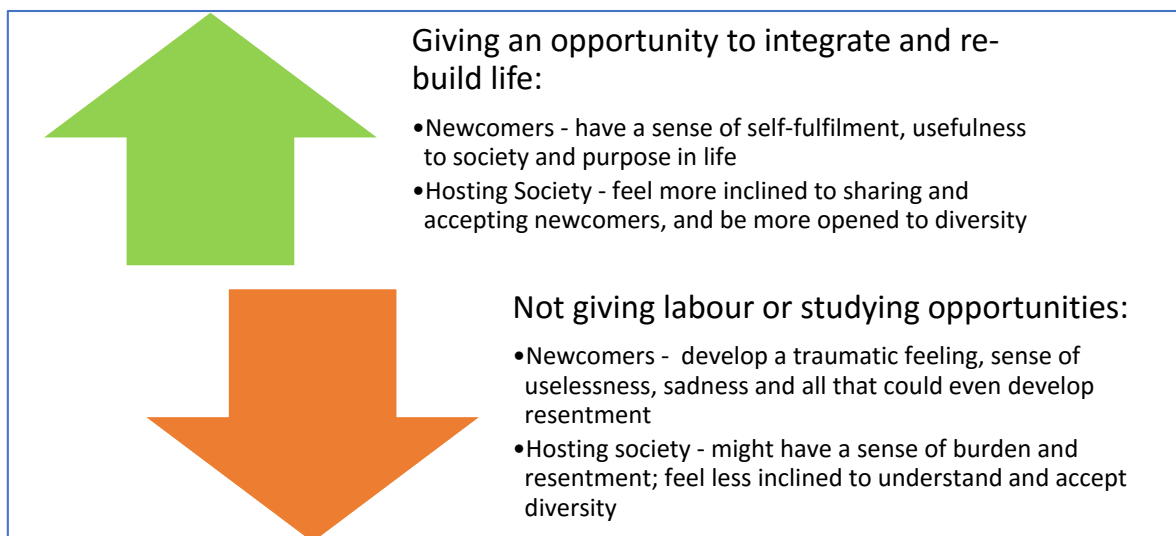 Giving an opportunity to integrate and re-
build life:
•Newcomers - have a sense of self-fulfilment, usefulness
to society and purpose in life
•Hosting Society - feel more inclined to sharing and
accepting newcomers, and be more opened to diversity
Not giving labour or studying opportunities:
•Newcomers -  develop a traumatic feeling, sense of
uselessness, sadness and all that could even develop
resentment
•Hosting society - might have a sense of burden and
resentment; feel less inclined to understand and accept
diversity